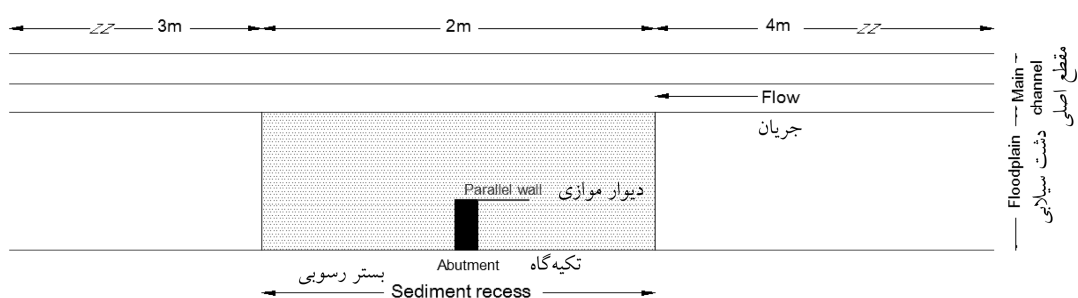 3m 2m 4m
Flow
جریان
Main channel
مقطع اصلی
Floodplain
دشت سیلابی
Parallel wall دیوار موازی
Abutment تکیه‌گاه
بستر رسوبی
Sediment recess